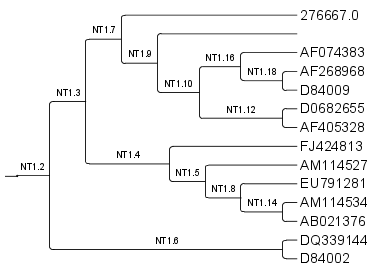 276667.0
NT1.7
NT1.9
AF074383
NT1.16
AF268968
NT1.18
D84009
NT1.10
NT1.3
D0682655
NT1.12
AF405328
FJ424813
NT1.4
AM114527
NT1.2
NT1.5
EU791281
NT1.8
AM114534
NT1.14
AB021376
DQ339144
NT1.6
D84002